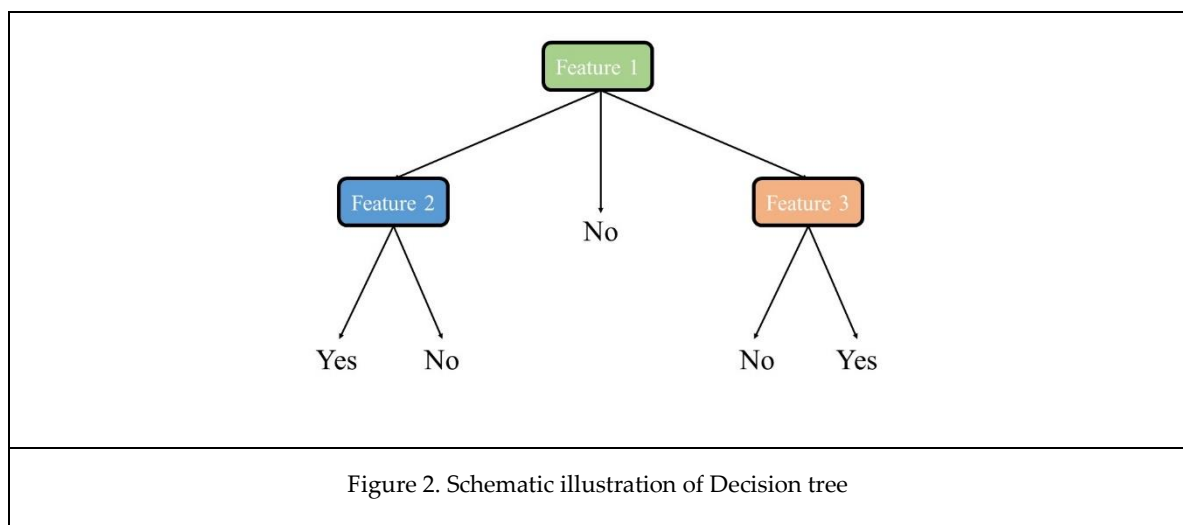 Feature 1
Feature 2
No
Feature 3
Yes
No
No
Yes
Figure 2. Schematic illustration of Decision tree